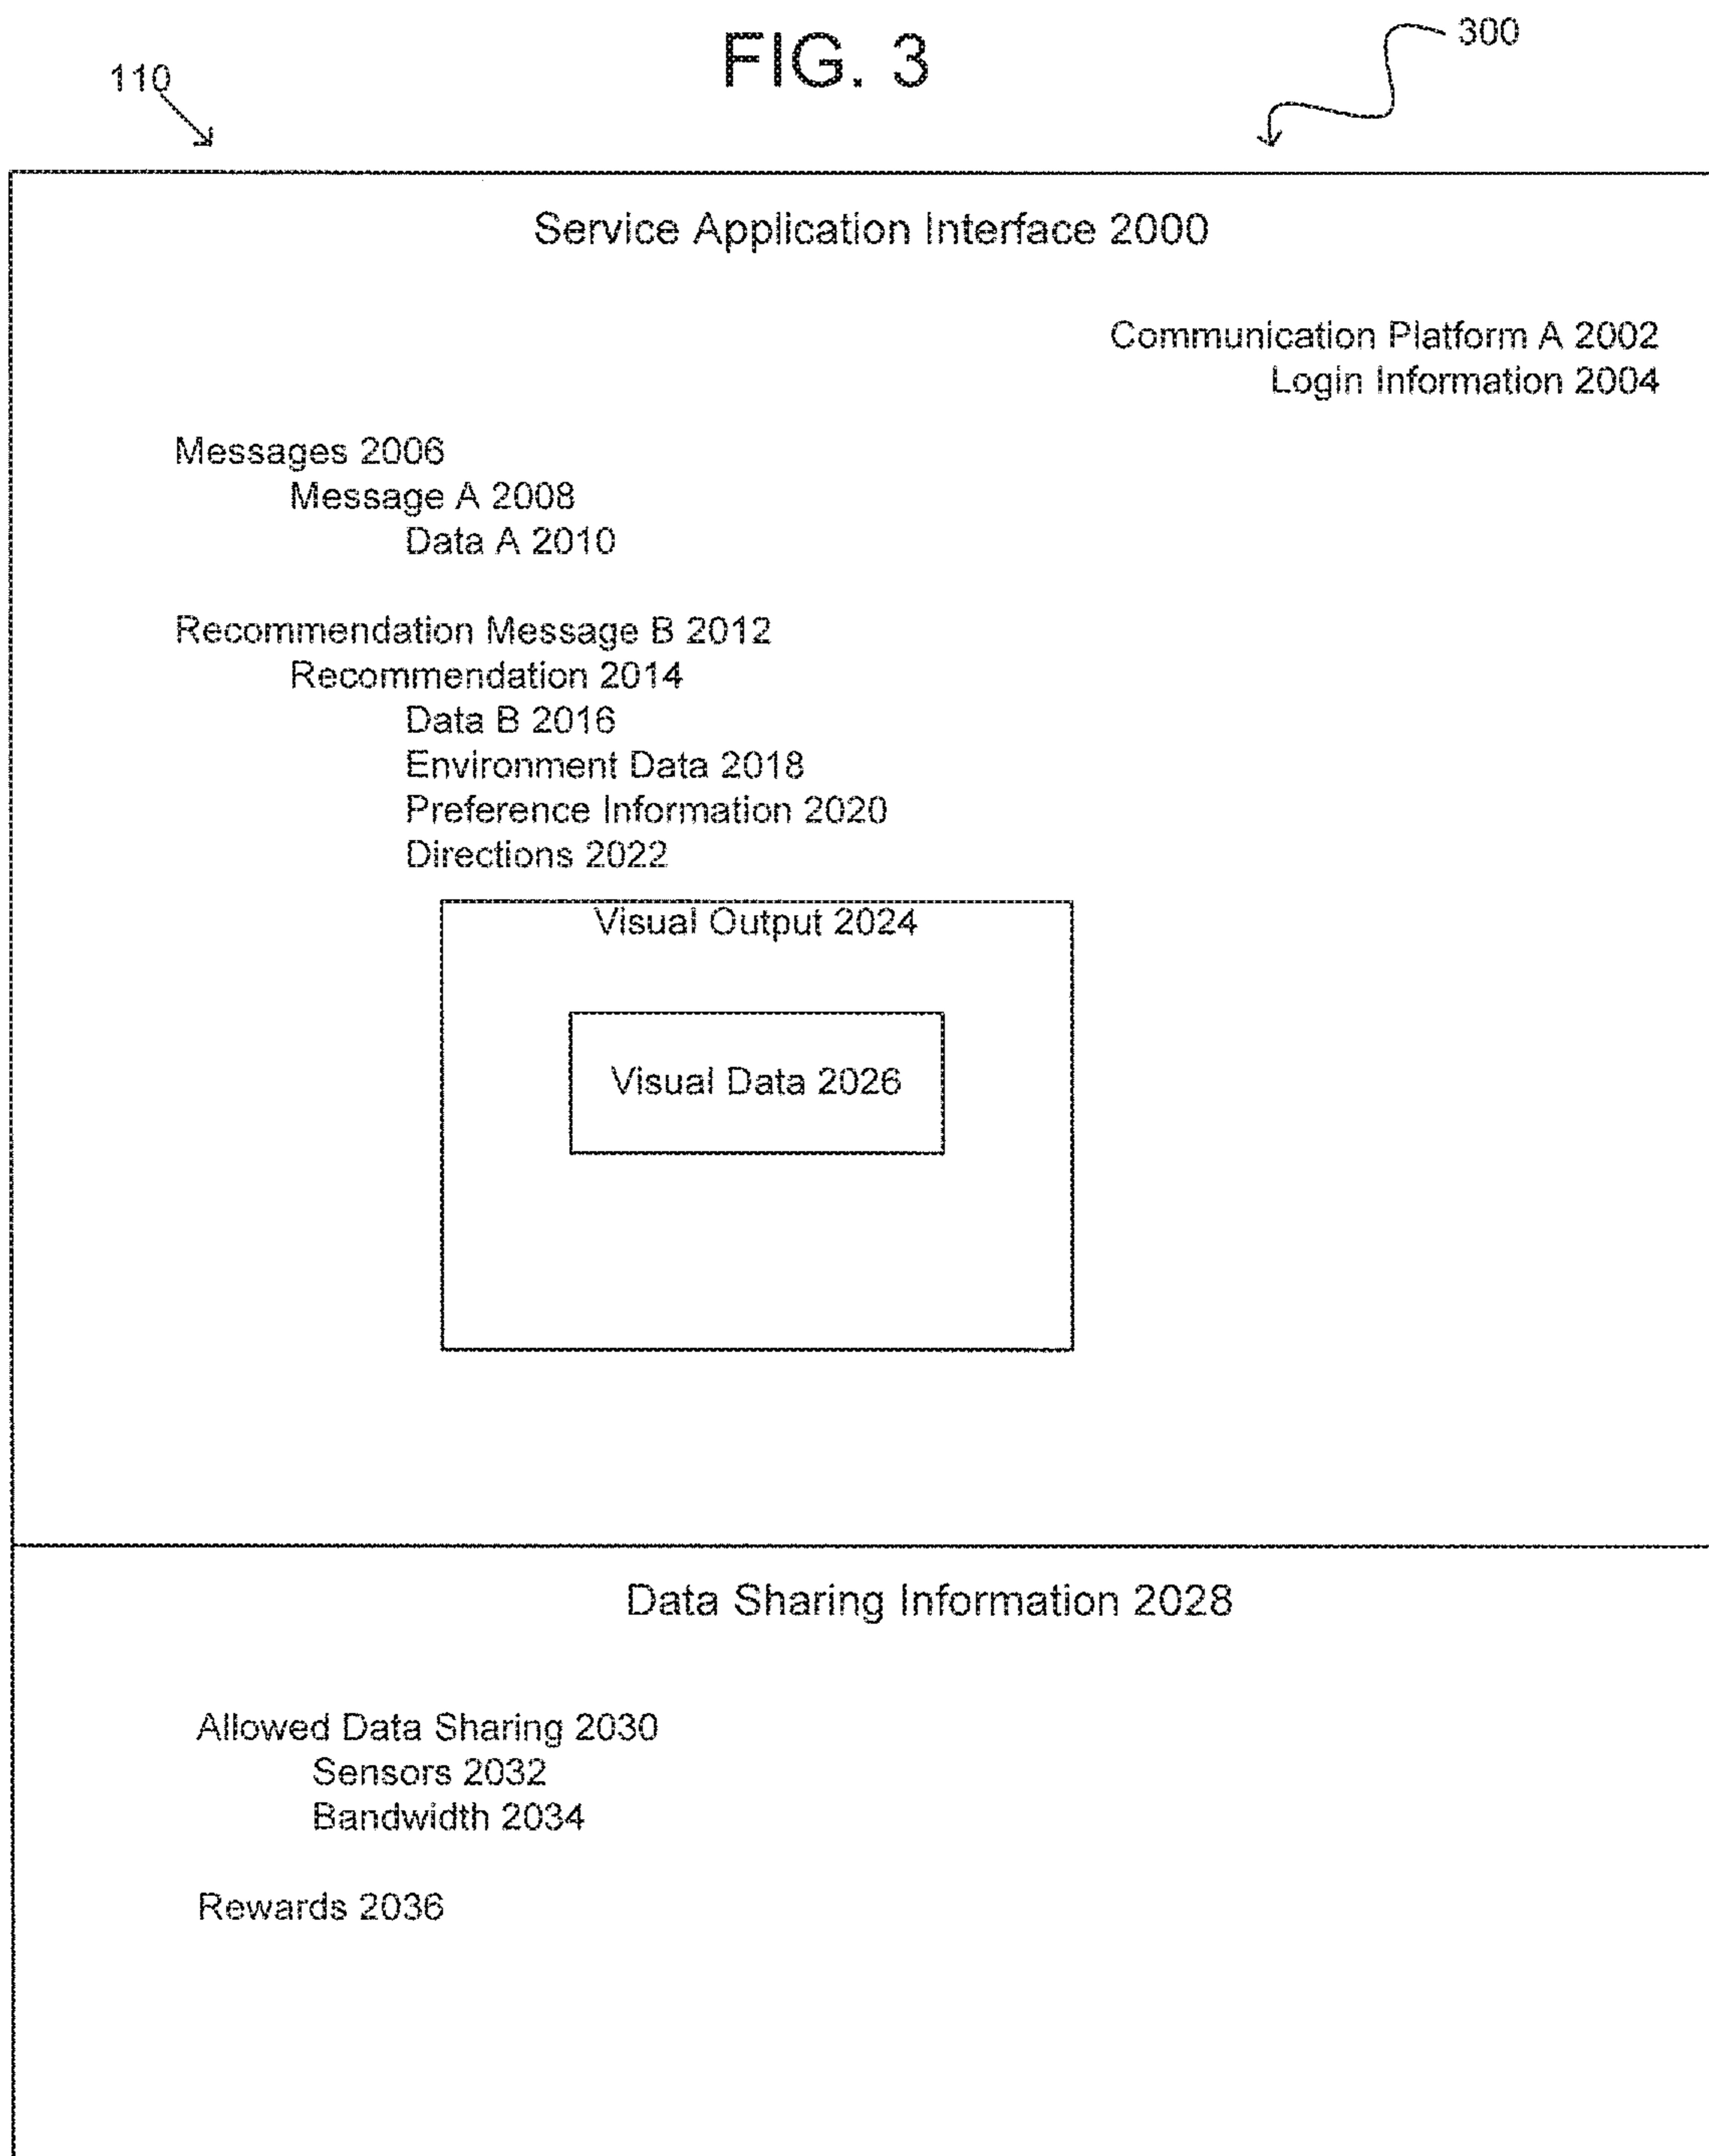 FIG. 3
300
110
Service Application Interface 2000
Communication Platform A 2002
Login Information 2004
Messages 2006
Message A 2008
Data A 2010
Recommendation Message B 2012
Recommendation 2014
Data B 2016
Environment Data 2018
Preference Information 2020
Directions 2022
Visual Output 2024
Visual Data 2026
Data Sharing Information 2028
Allowed Data Sharing 2030
Sensors 2032
Bandwidth 2034
Rewards 2036